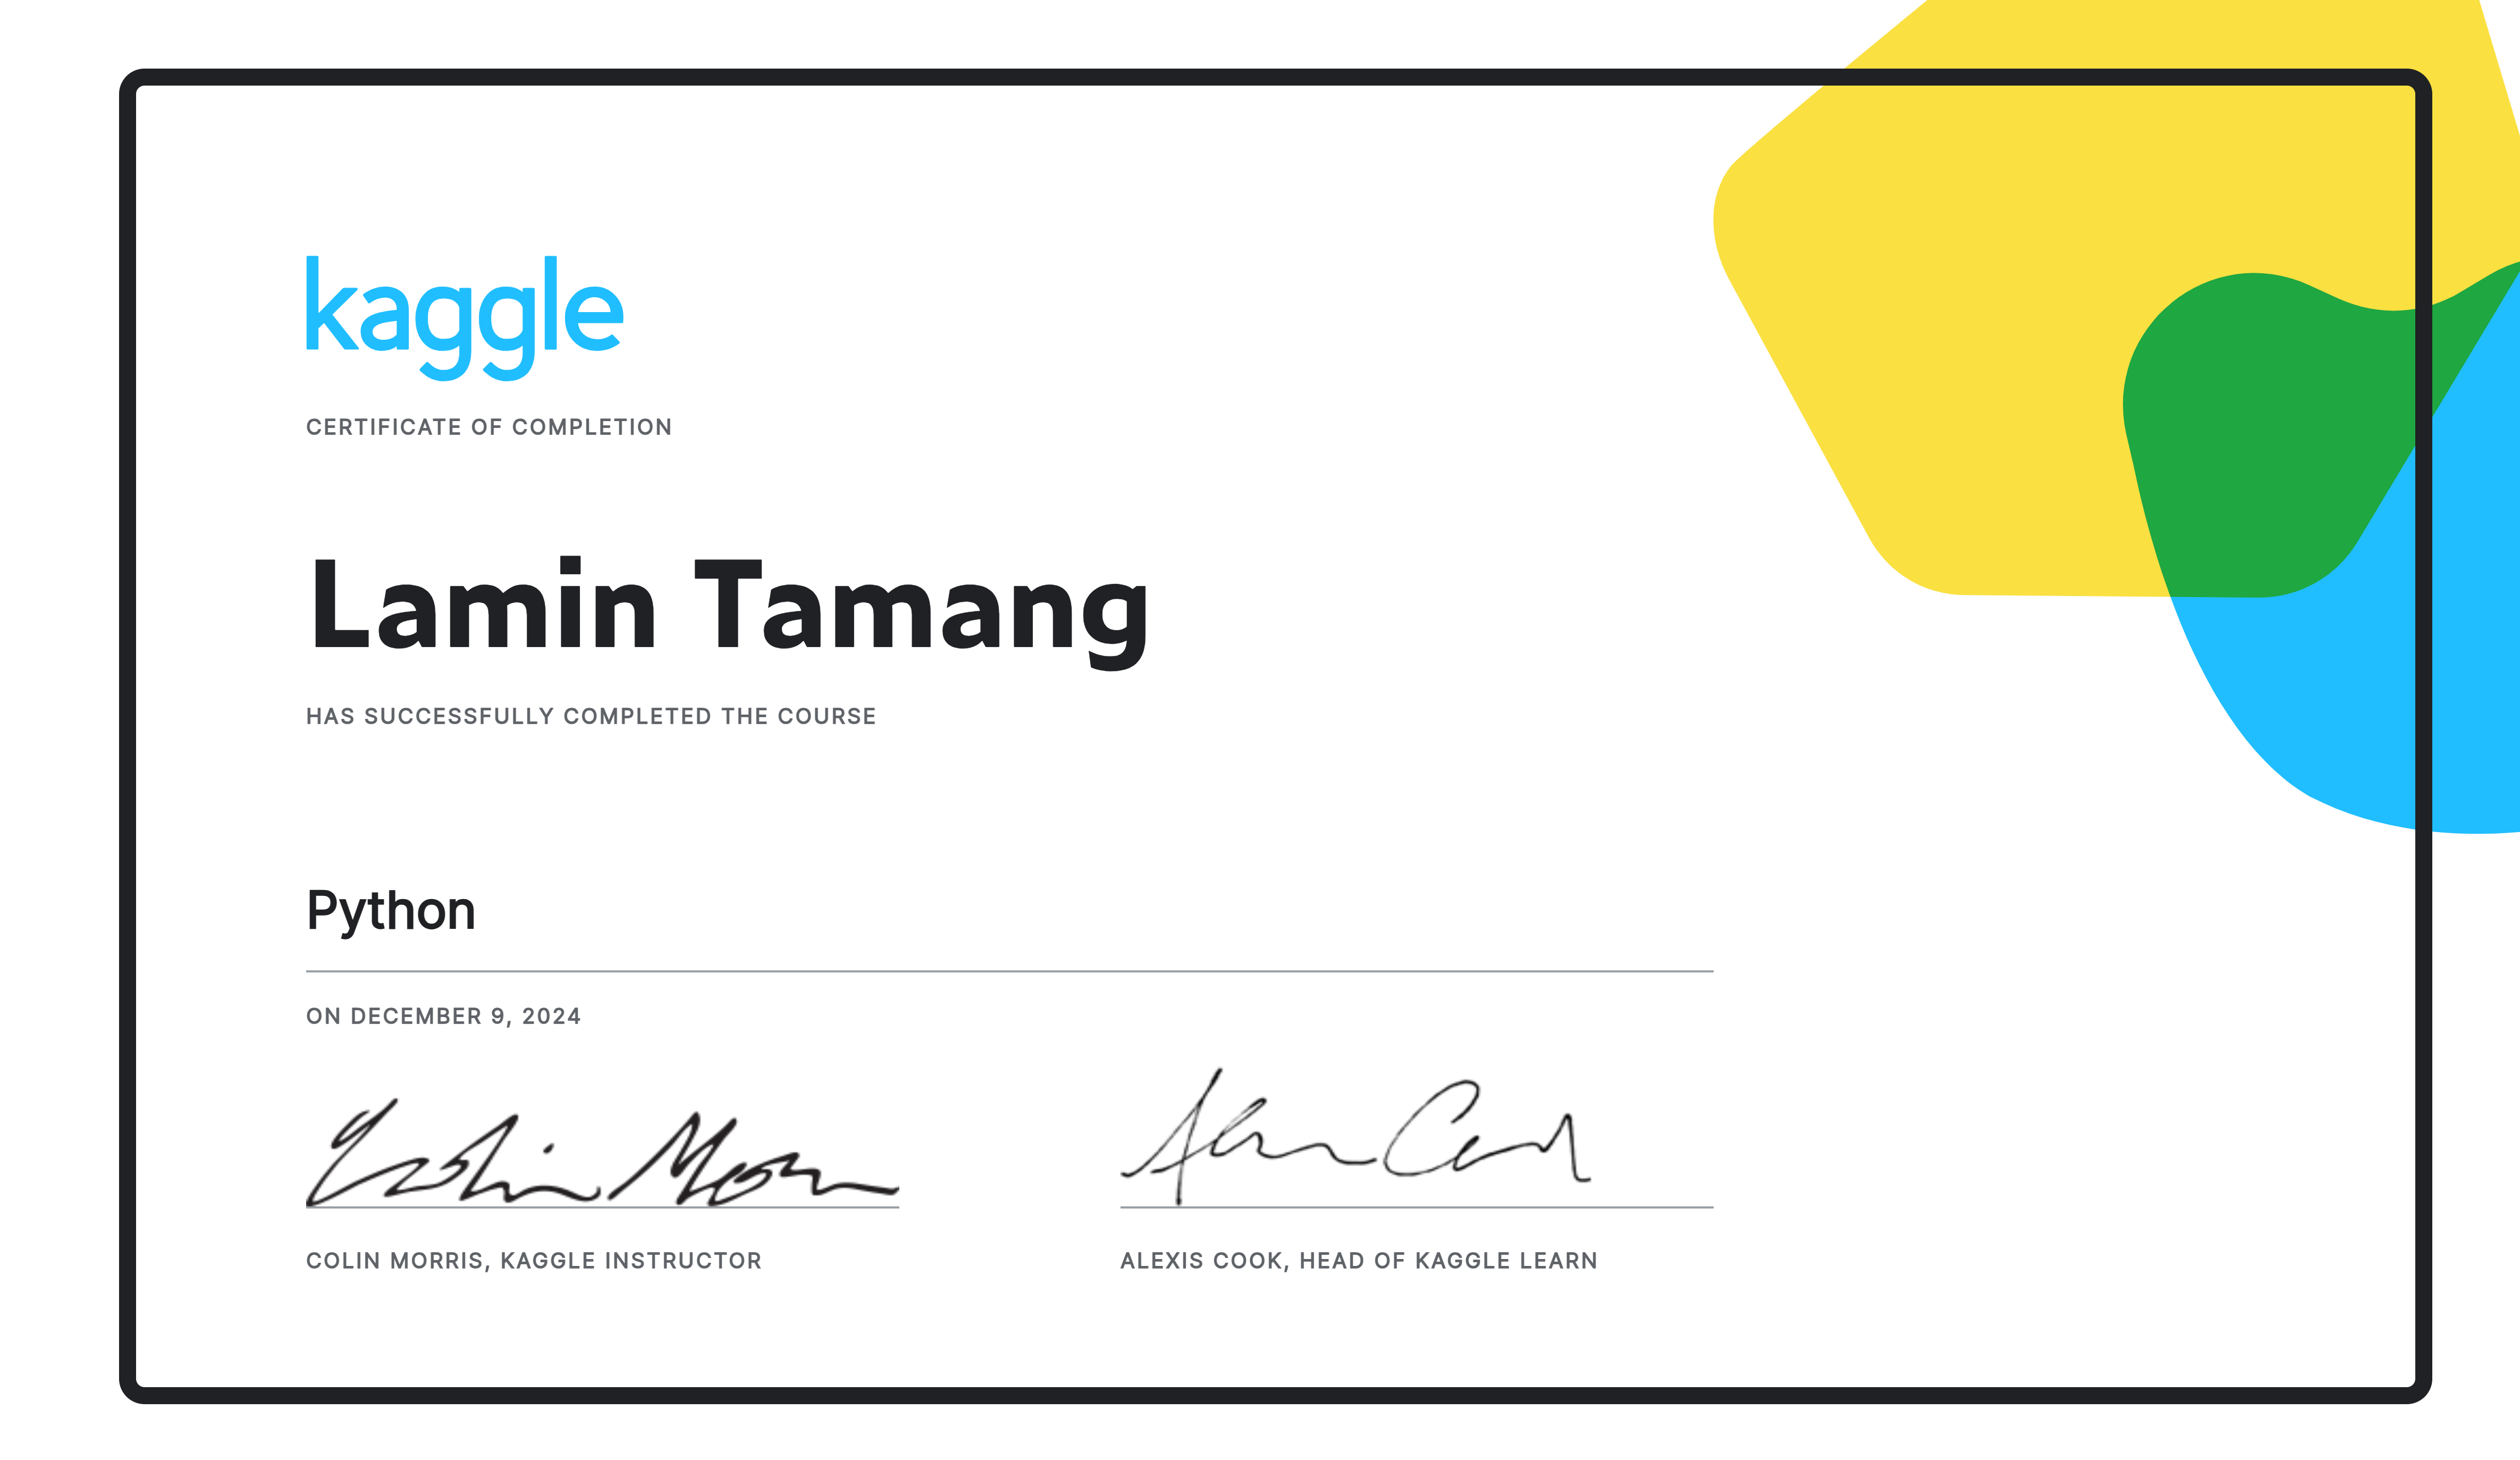 kaggle
CERTIFICATE OF COMPLETION
Lamin Tamang
HAS SUCCESSFULLY COMPLETED THE COURSE
Python
ON DECEMBER 9, 2024
COLIN MORRIS, KAGGLE INSTRUCTOR
ALEXIS COOK, HEAD OF KAGGLE LEARN